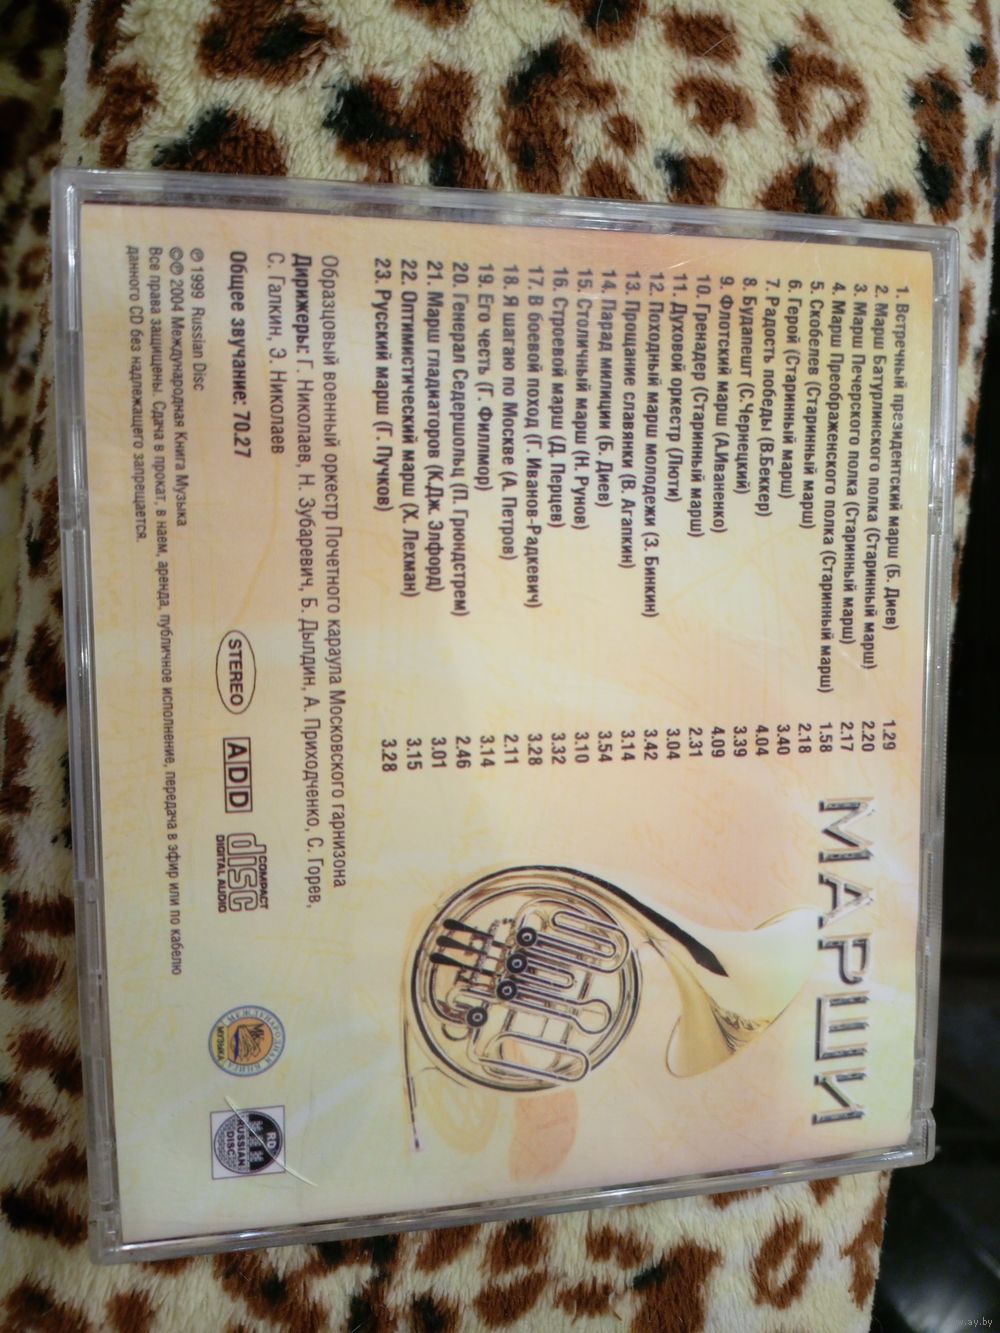 МАРШИ
1. Встречный президентский марш (Б. Диев) 1.29
2. Марш Батурлинского полка (Старинный марш) 2.20
3. Марш Печерского полка (Старинный марш) 2.17
4. Марш Преображенского полка (Старинный марш) 1.58
5. Скобелев (Старинный марш) 2.18
6. Герой (Старинный марш) 3.40
7. Радость победы (В.Беккер) 4.04
8. Будапешт (С.Чернецкий) 3.39
9. Флотский марш (А.Иваненко) 4.09
10. Гренадер (Старинный марш) 2.31
11. Духовой оркестр (Люти) 3.04
12. Походный марш молодежи (З. Бинкин) 3.42
13. Прощание славянки (В. Агапкин) 3.14
14. Парад милиции (Б. Диев) 3.54
15. Столичный марш (Н. Рунов) 3.10
16. Строевой марш (Д. Перцев) 3.32
17. В боевой поход (Г. Иванов-Радкевич) 3.28
18. Я шагаю по Москве (А. Петров) 2.11
19. Его честь (Г. Филлмор) 3.14
20. Генерал Седершольц (П. Грюндстрем) 2.46
21. Марш гладиаторов (К.Дж. Элфорд) 3.01
22. Оптимистический марш (Х. Лехман) 3.15
23. Русский марш (Г. Пучков) 3.28
Образцовый военный оркестр Почетного караула Московского гарнизона
Дирижеры: Г. Николаев, Н. Зубаревич, Б. Дылдин, А. Приходченко, С. Горев,
С. Галкин, Э. Николаев
Общее звучание: 70.27
STEREO
ADD
COMPACT
disc
DIGITAL AUDIO
℗ 1999 Russian Disc
©℗ 2004 Международная Книга Музыка
Все права защищены. Сдача в прокат, в наем, аренда, публичное исполнение, передача в эфир или по кабелю
данного CD без надлежащего запрещается.
МЕЖДУНАРОДНАЯ КНИГА
МУЗЫКА
RD
RUSSIAN
DISC
.ay.by